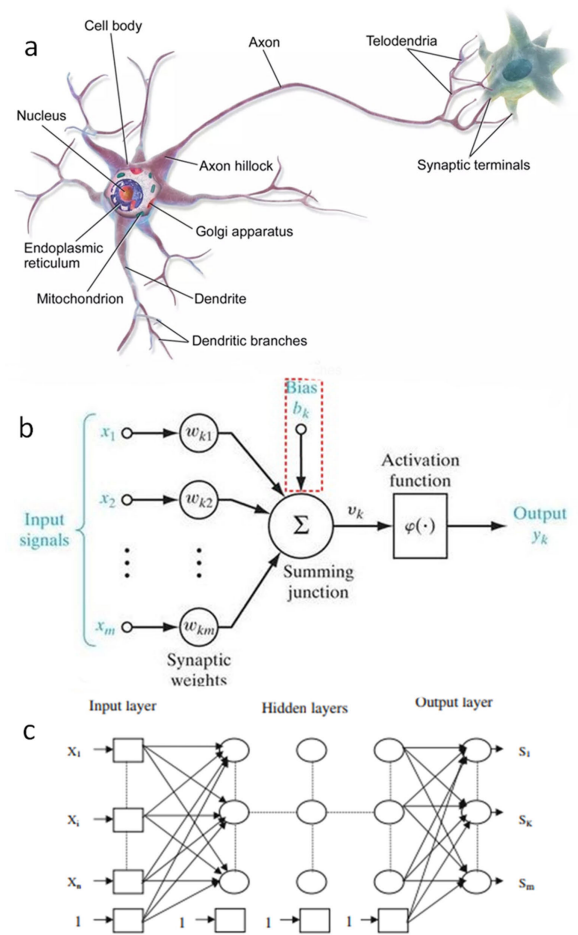 a
Cell body
Axon
Telodendria
Nucleus
Axon hillock
Synaptic terminals
Golgi apparatus
Endoplasmic
reticulum
Mitochondrion
Dendrite
Dendritic branches
b
Bias
bk
x1
wk1
Activation
function
x2
wk2
Σ
vk
φ(·)
Output
yk
Input
signals
Summing
junction
xm
wkm
Synaptic
weights
Input layer
Hidden layers
Output layer
c
X1
S1
Xi
SK
Xn
Sm
1
1
1
1